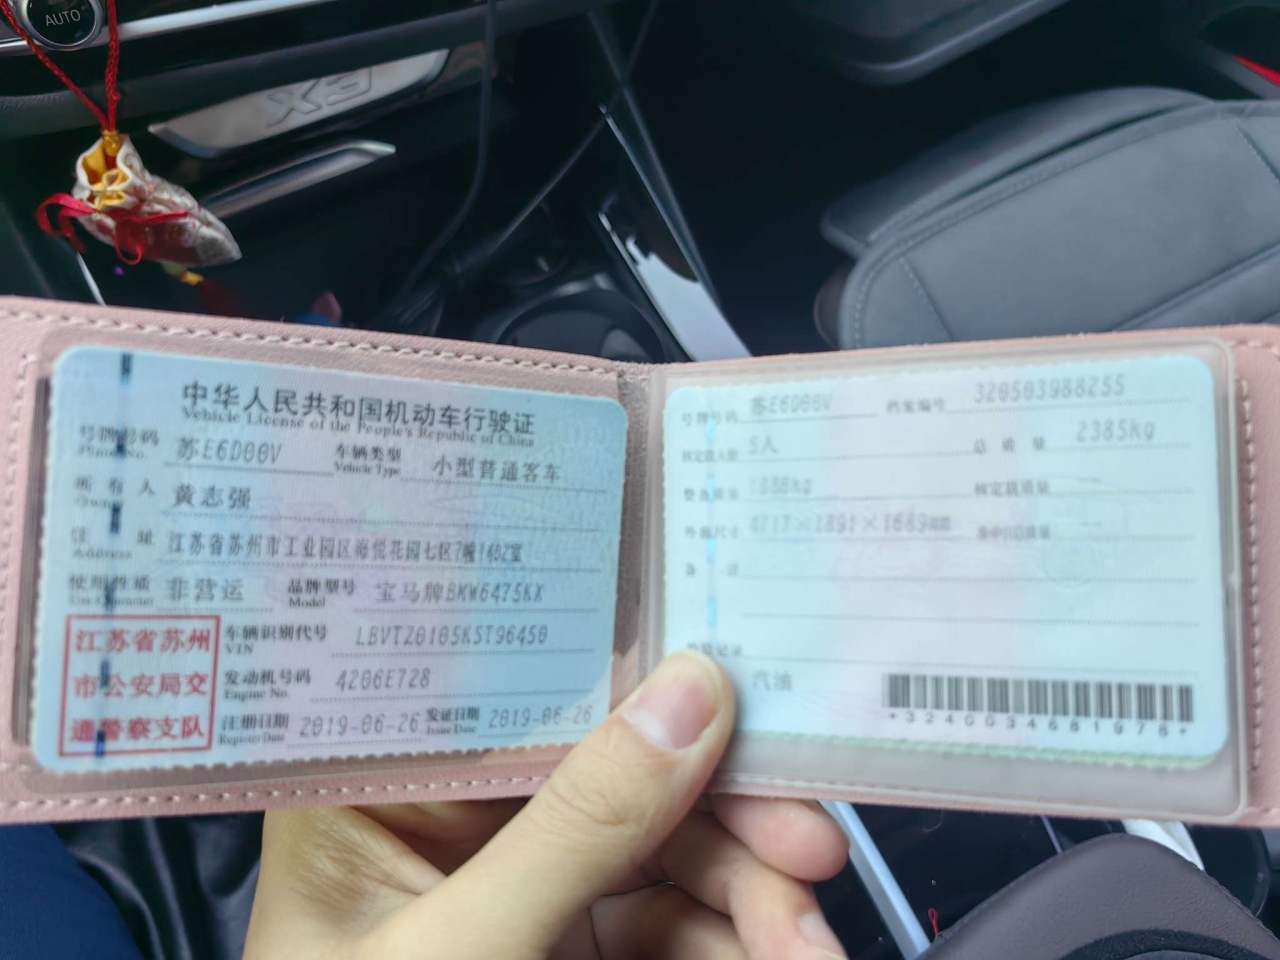 AUTO
X3
中华人民共和国机动车行驶证
Vehicle License of the People's Republic of China
号牌号码 苏E6D00V 车辆类型 小型普通客车
Plate No. Vehicle Type
所有人 黄志强
Owner
住址 江苏省苏州市工业园区海悦花园七区7幢1402室
Address
使用性质 非营运 品牌型号 宝马牌BMW6475KX
Use Character Model
江苏省苏州
市公安局交
通警察支队
车辆识别代号 LBVTZ0105KST96450
VIN
发动机号码 4206E728
Engine No.
注册日期 2019-06-26 发证日期 2019-06-26
Register Date Issue Date
号牌号码 苏E6D00V 档案编号 320503988255
核定载人数 5人 总质量 2385kg
整备质量 1880kg 核定载质量 --
外廓尺寸 4717×1891×1689mm 准牵引总质量 --
备注
检验记录
汽油
*3240034681978*